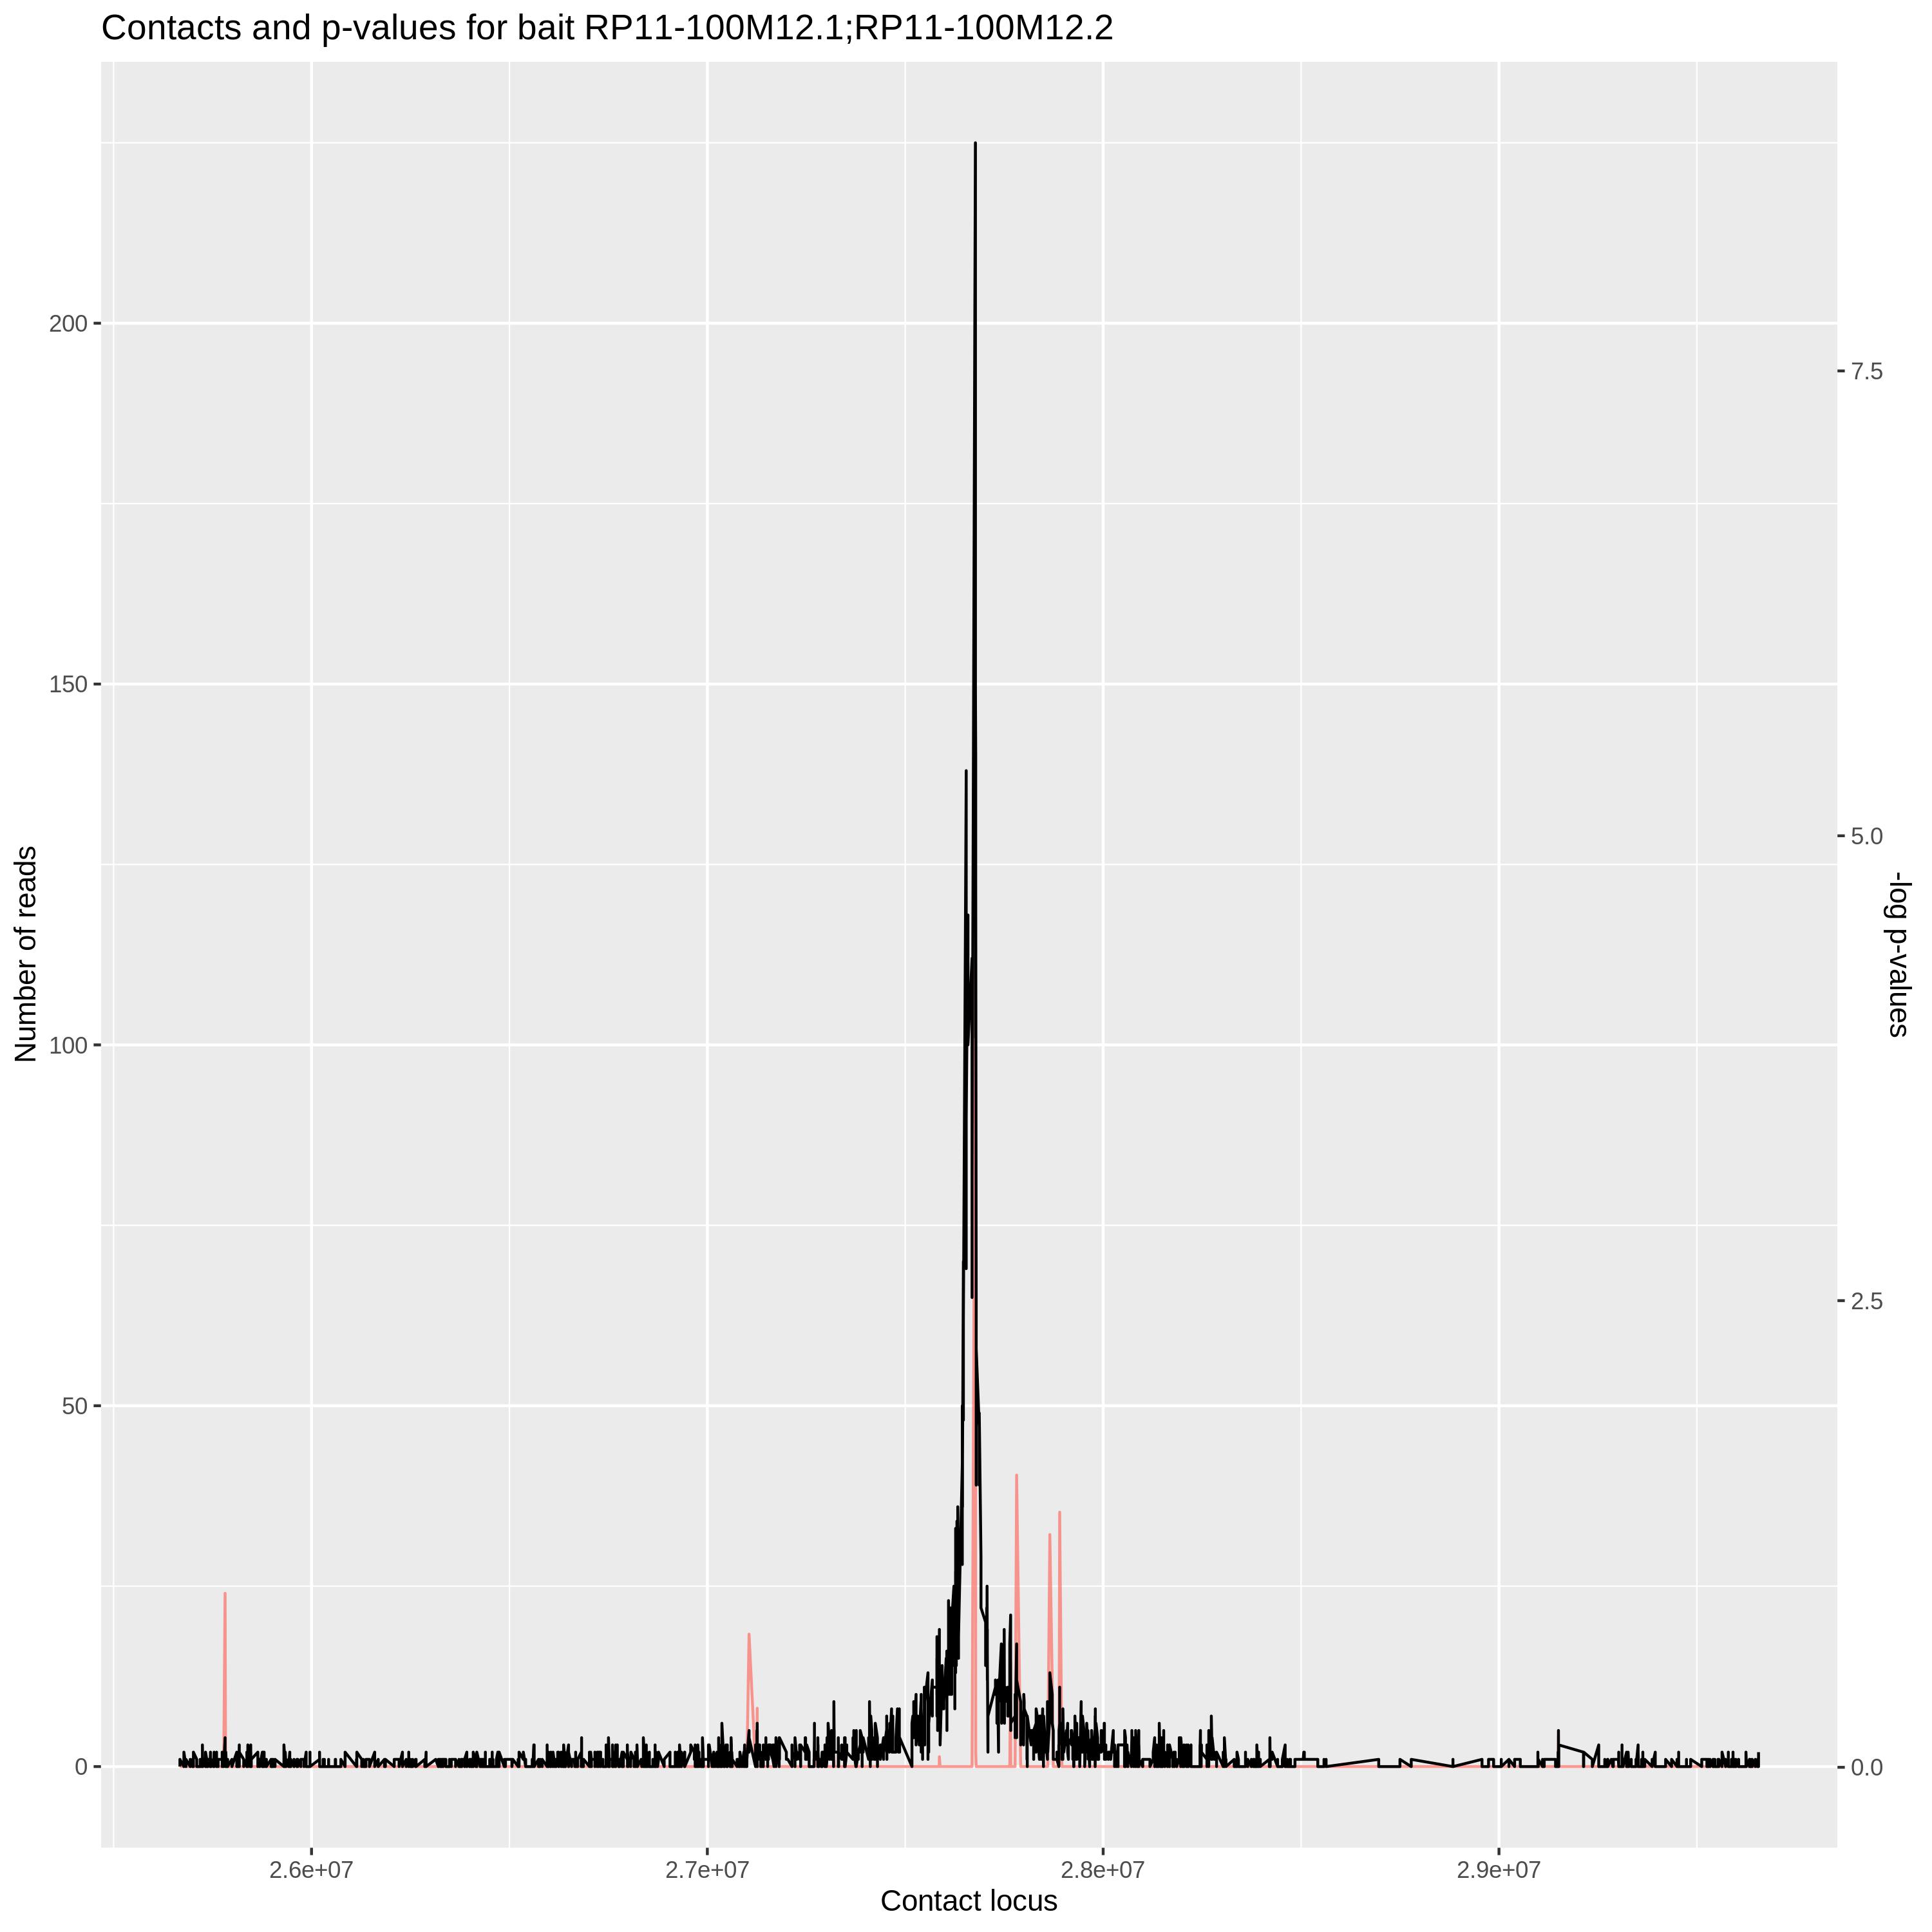 Contacts and p-values for bait RP11-100M12.1;RP11-100M12.2
Number of reads
200
150
100
50
0
7.5
5.0
2.5
0.0
-log p-values
2.6e+07
2.7e+07
2.8e+07
2.9e+07
Contact locus